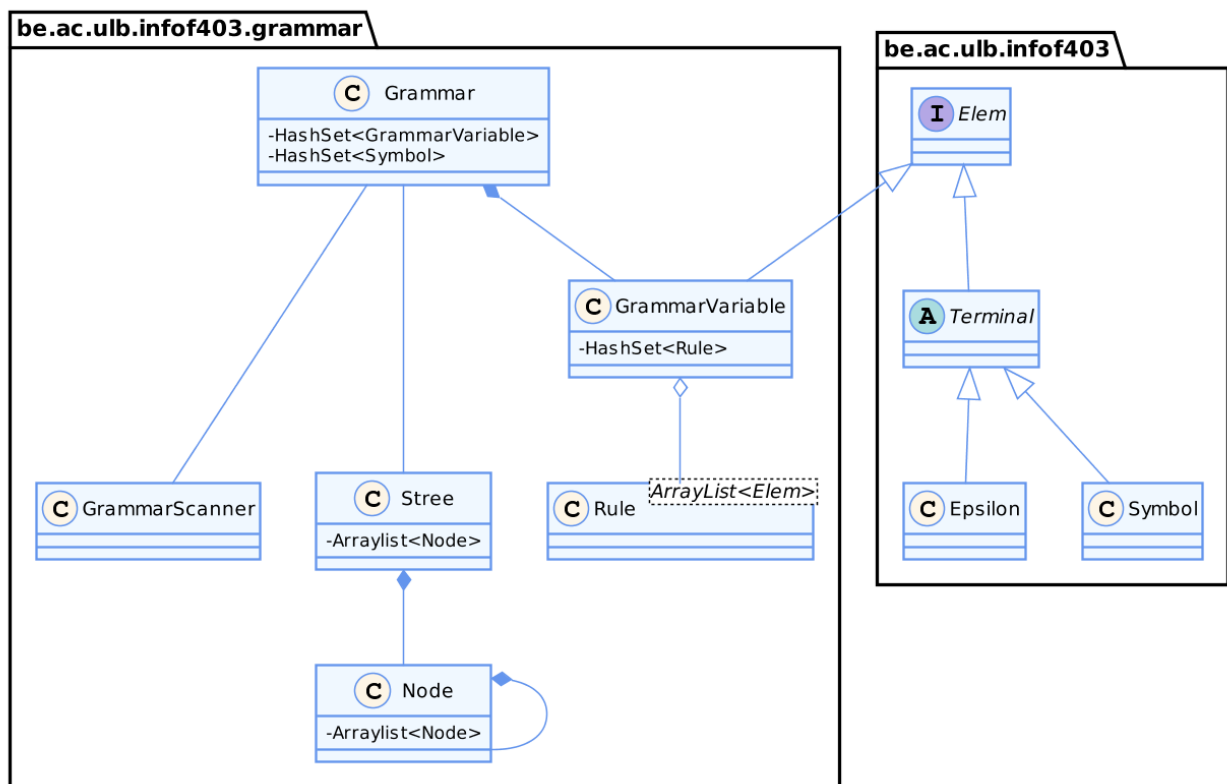 be.ac.ulb.infof403.grammar
be.ac.ulb.infof403
C Grammar
-HashSet<GrammarVariable>
-HashSet<Symbol>
I Elem
C GrammarVariable
-HashSet<Rule>
A Terminal
C GrammarScanner
C Stree
-Arraylist<Node>
ArrayList<Elem>
C Rule
C Epsilon
C Symbol
C Node
-Arraylist<Node>